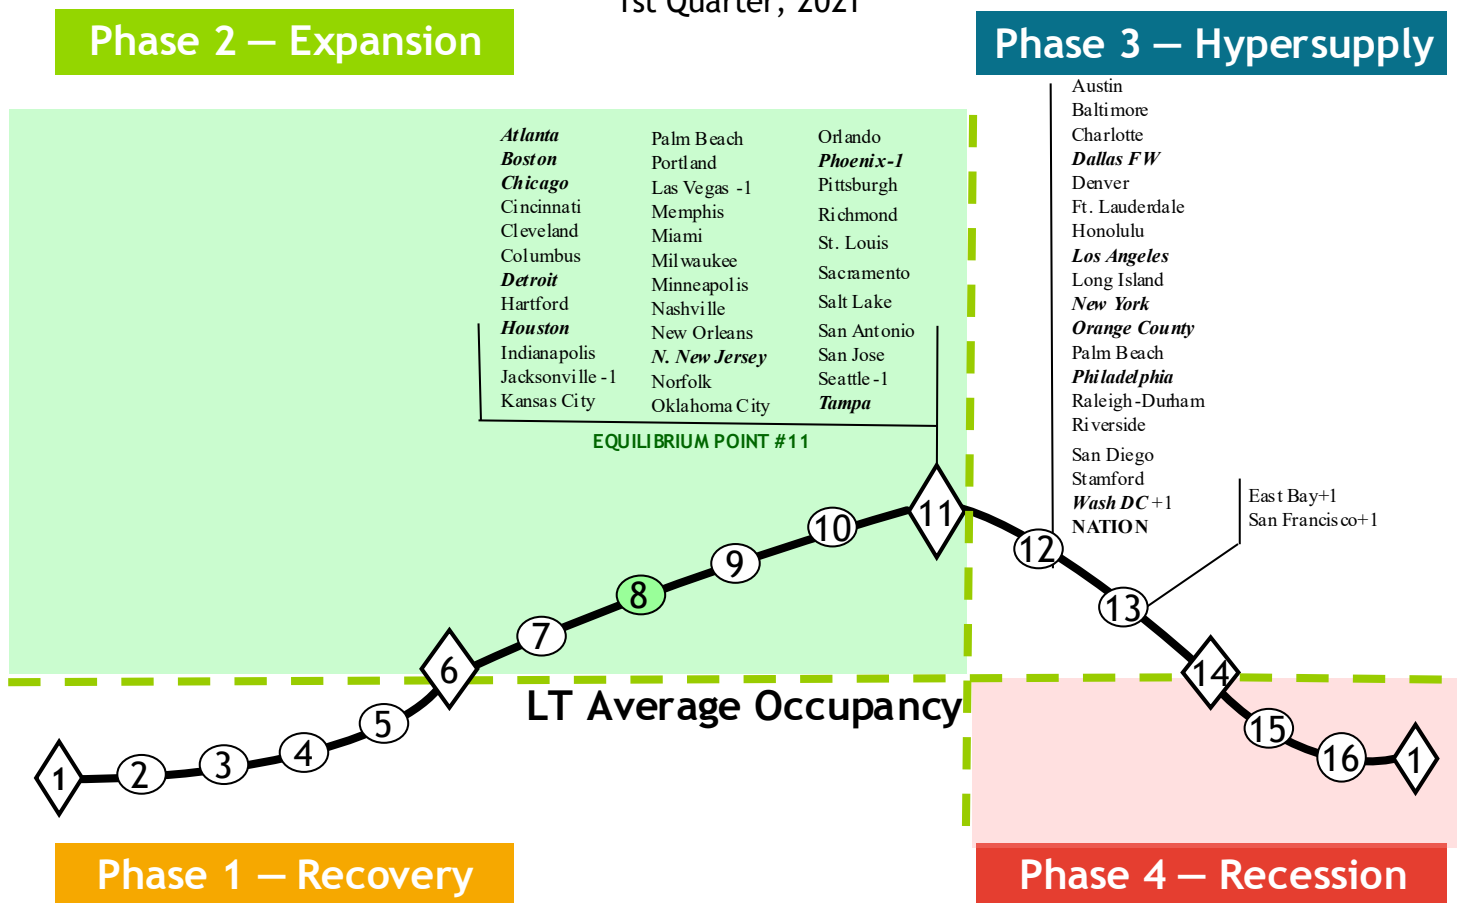 1st Quarter, 2021
Phase 2 — Expansion
Phase 3 — Hypersupply
Atlanta
Boston
Chicago
Cincinnati
Cleveland
Columbus
Detroit
Hartford
Houston
Indianapolis
Jacksonville -1
Kansas City
Palm Beach
Portland
Las Vegas -1
Memphis
Miami
Milwaukee
Minneapolis
Nashville
New Orleans
N. New Jersey
Norfolk
Oklahoma City
Orlando
Phoenix-1
Pittsburgh
Richmond
St. Louis
Sacramento
Salt Lake
San Antonio
San Jose
Seattle -1
Tampa
EQUILIBRIUM POINT #11
Austin
Baltimore
Charlotte
Dallas FW
Denver
Ft. Lauderdale
Honolulu
Los Angeles
Long Island
New York
Orange County
Palm Beach
Philadelphia
Raleigh-Durham
Riverside
San Diego
Stamford
Wash DC +1
NATION
East Bay+1
San Francisco+1
1
2
3
4
5
6
7
8
9
10
11
12
13
14
15
16
1
LT Average Occupancy
Phase 1 — Recovery
Phase 4 — Recession